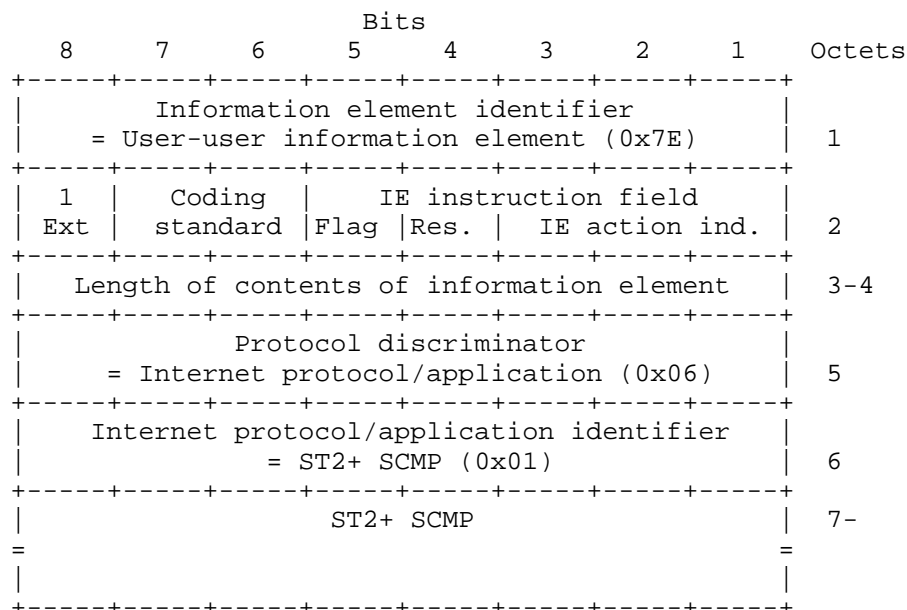 Bits
    8     7     6     5     4     3     2     1    Octets
 +-----+-----+-----+-----+-----+-----+-----+-----+
 |         Information element identifier        |
 |    = User-user information element (0x7E)     |  1
 +-----+-----+-----+-----+-----+-----+-----+-----+
 |  1  |   Coding  |    IE instruction field     |
 | Ext |  standard |Flag |Res. |  IE action ind. |  2
 +-----+-----+-----+-----+-----+-----+-----+-----+
 |   Length of contents of information element   |  3-4
 +-----+-----+-----+-----+-----+-----+-----+-----+
 |             Protocol discriminator            |
 |     = Internet protocol/application (0x06)    |  5
 +-----+-----+-----+-----+-----+-----+-----+-----+
 |    Internet protocol/application identifier   |
 |               = ST2+ SCMP (0x01)              |  6
 +-----+-----+-----+-----+-----+-----+-----+-----+
 |                   ST2+ SCMP                   |  7-
 =                                               =
 |                                               |
 +-----+-----+-----+-----+-----+-----+-----+-----+